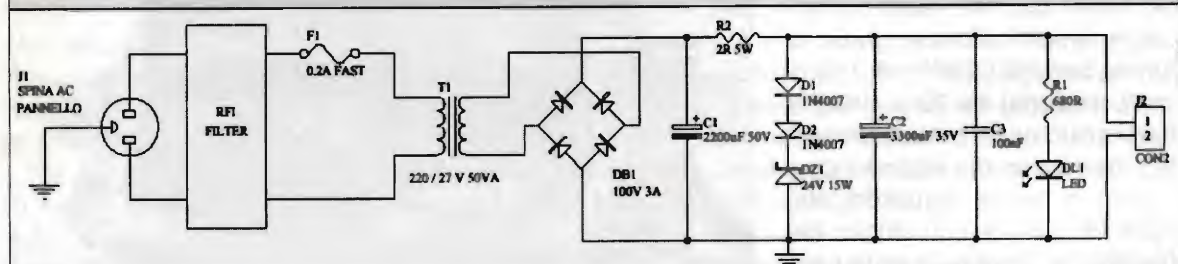 J1
SPINA AC
PANNELLO
RFI
FILTER
F1
0.2A FAST
T1
220 / 27 V 50VA
DB1
100V 3A
C1
2200uF 50V
R2
2R 5W
D1
1N4007
D2
1N4007
DZ1
24V 15W
C2
3300uF 35V
C3
100nF
R1
680R
DL1
LED
J2
1
2
CON2